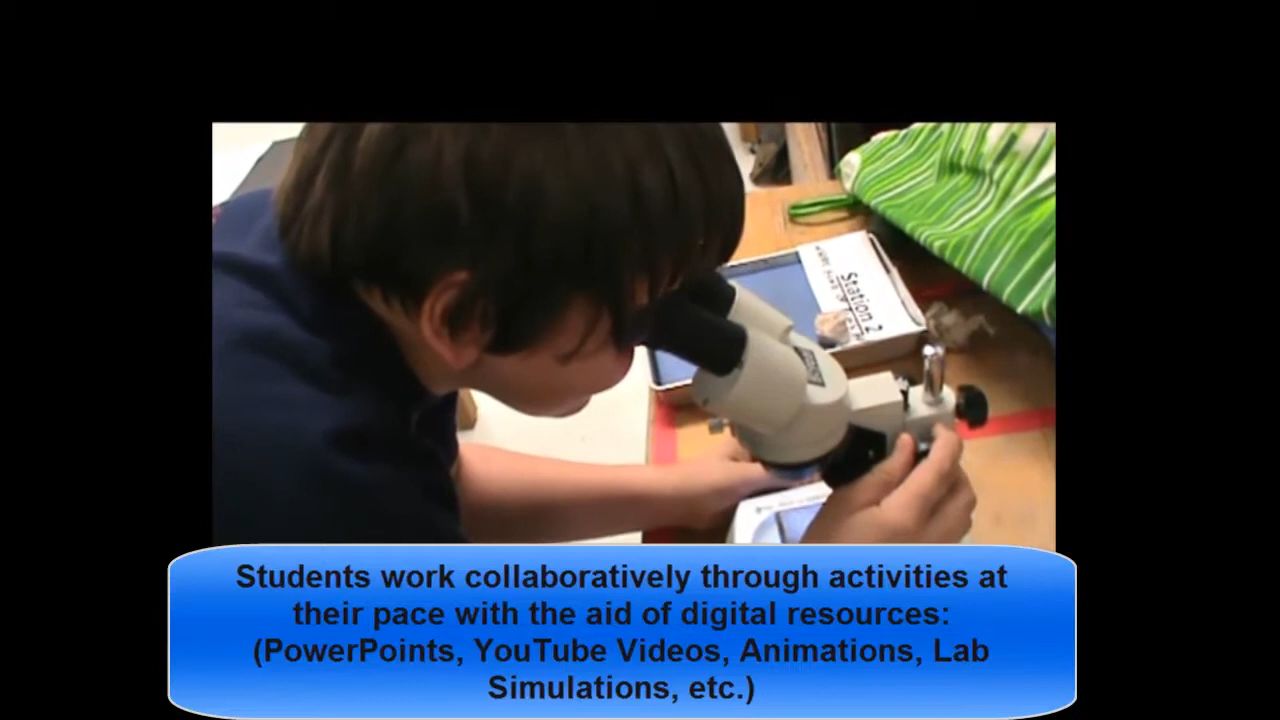 Station 2
Students work collaboratively through activities at
their pace with the aid of digital resources:
(PowerPoints, YouTube Videos, Animations, Lab
Simulations, etc.)